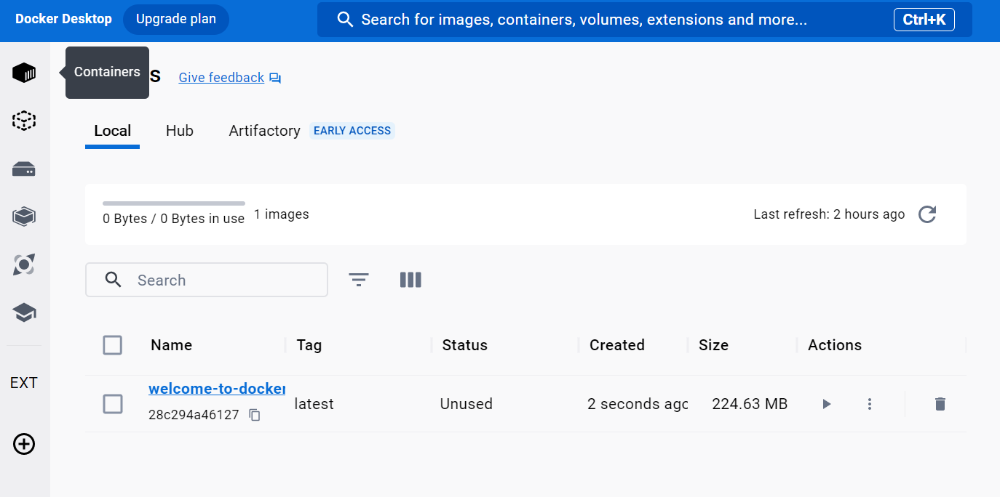 Docker Desktop Upgrade plan Search for images, containers, volumes, extensions and more... Ctrl+K
Containers s Give feedback
Local Hub Artifactory EARLY ACCESS
0 Bytes / 0 Bytes in use 1 images Last refresh: 2 hours ago
Search
Name Tag Status Created Size Actions
welcome-to-docker
28c294a46127 latest Unused 2 seconds ago 224.63 MB
EXT